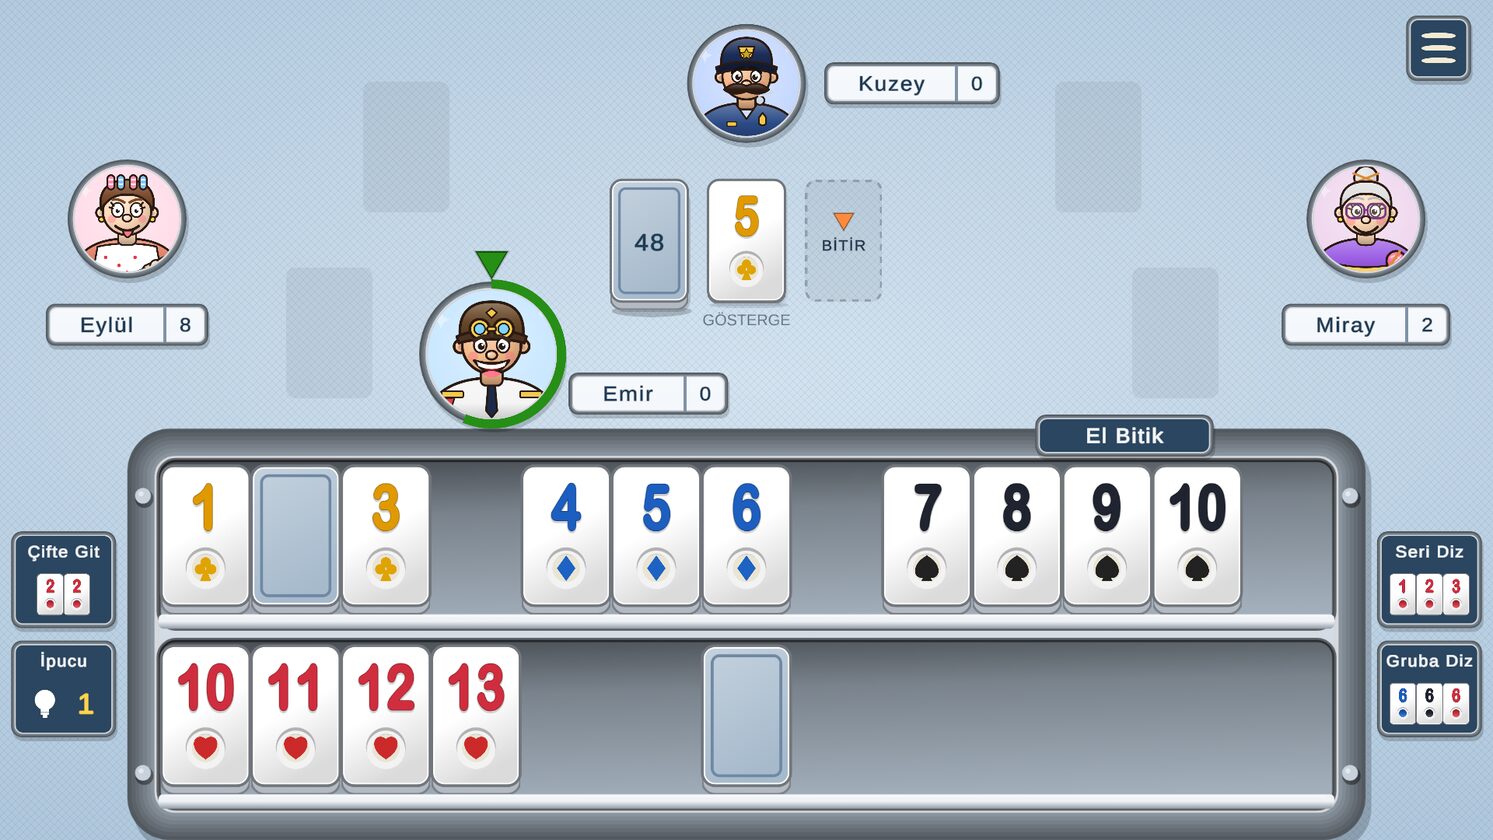 Kuzey 0
48
5
BİTİR
GÖSTERGE
Eylül 8
Miray 2
Emir 0
El Bitik
1 3 4 5 6 7 8 9 10
Çifte Git
2 2
Seri Diz
1 2 3
İpucu
1
10 11 12 13
Gruba Diz
6 6 6